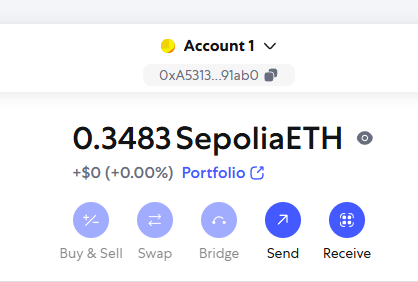 Account 1
0xA5313...91ab0
0.3483 SepoliaETH
+$0 (+0.00%) Portfolio
Buy & Sell Swap Bridge Send Receive